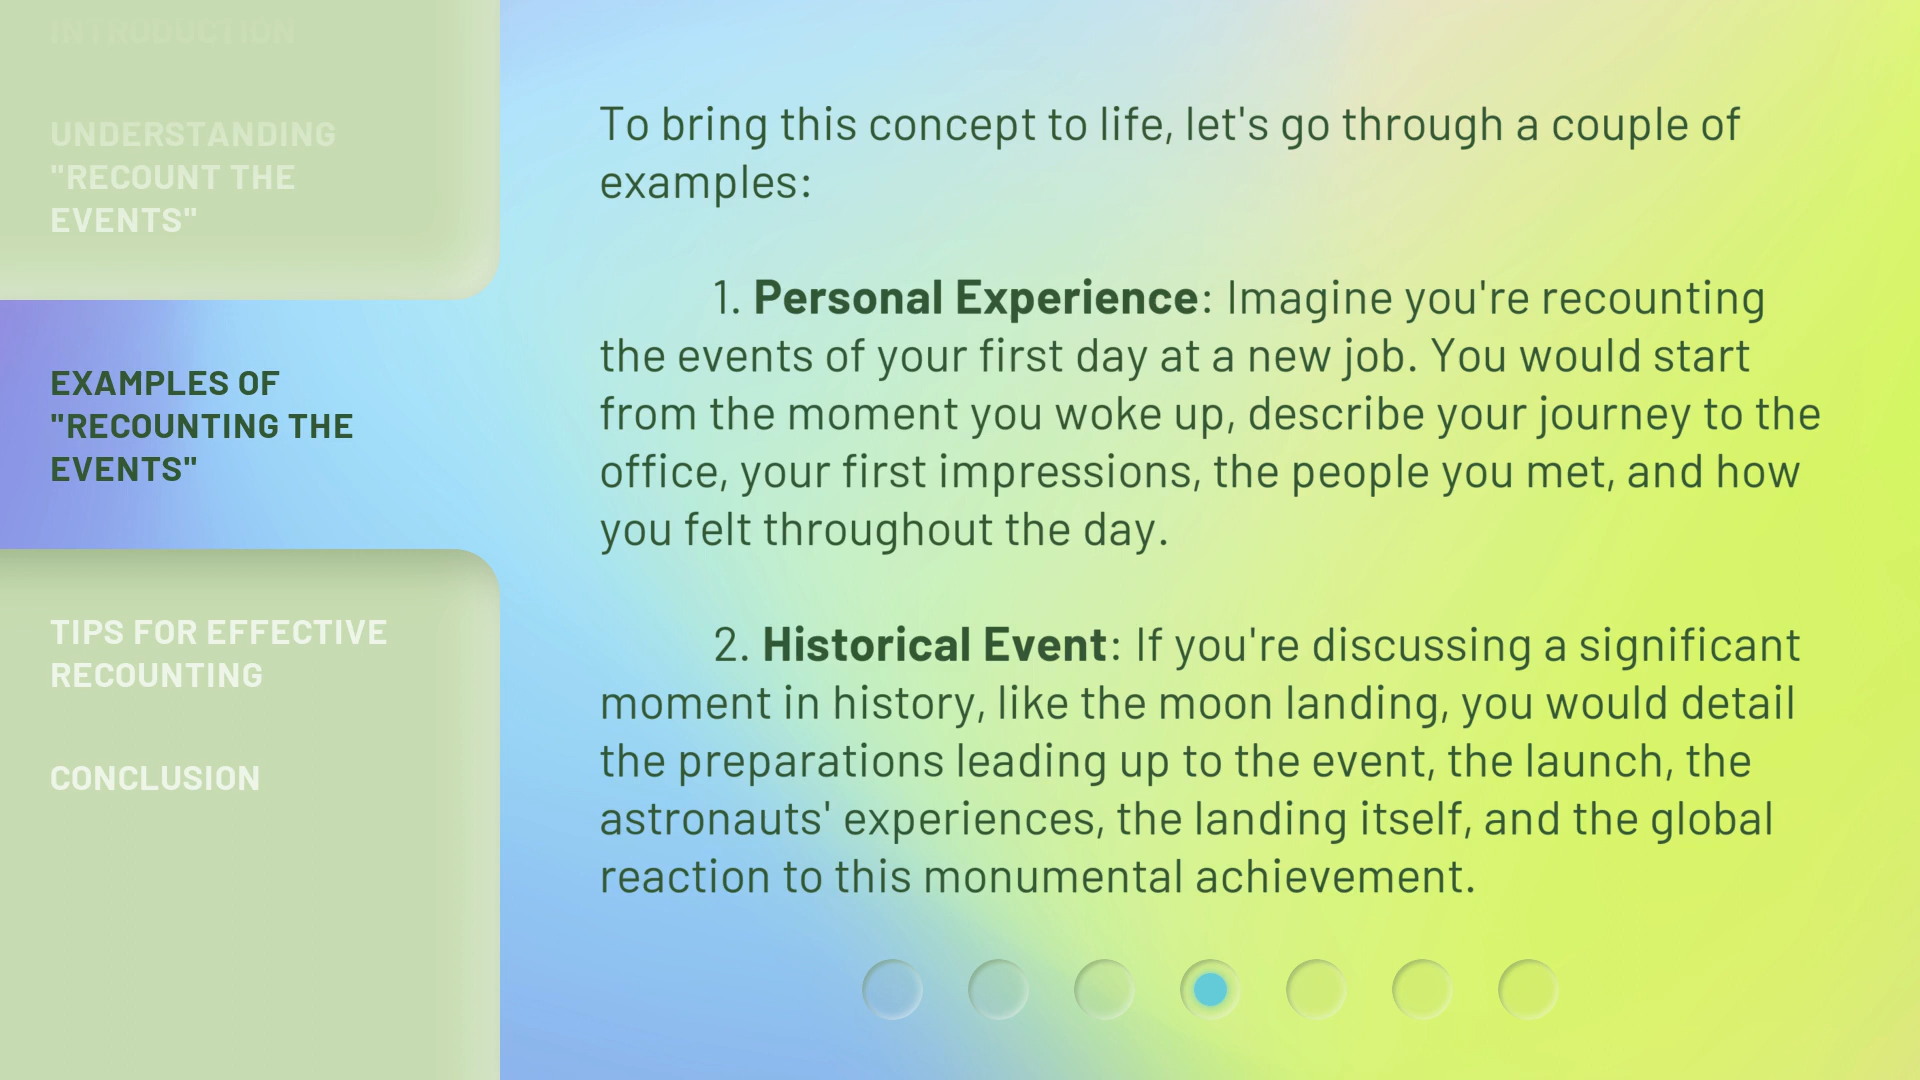 INTRODUCTION
UNDERSTANDING
"RECOUNT THE
EVENTS"
EXAMPLES OF
"RECOUNTING THE
EVENTS"
TIPS FOR EFFECTIVE
RECOUNTING
CONCLUSION
To bring this concept to life, let's go through a couple of
examples:
1. Personal Experience: Imagine you're recounting
the events of your first day at a new job. You would start
from the moment you woke up, describe your journey to the
office, your first impressions, the people you met, and how
you felt throughout the day.
2. Historical Event: If you're discussing a significant
moment in history, like the moon landing, you would detail
the preparations leading up to the event, the launch, the
astronauts' experiences, the landing itself, and the global
reaction to this monumental achievement.